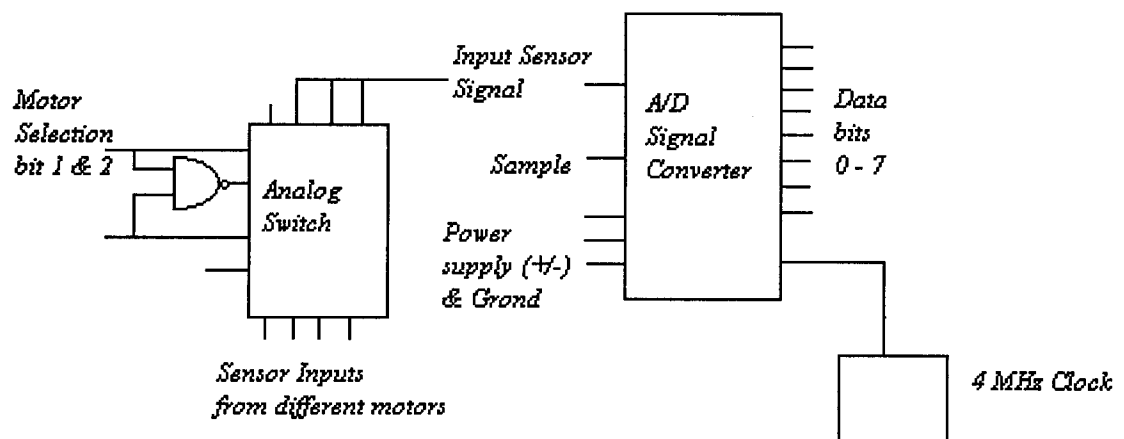 Motor
Selection
bit 1 & 2
Analog
Switch
Sensor Inputs
from different motors
Input Sensor
Signal
Sample
Power
supply (+/-)
& Grond
A/D
Signal
Converter
Data
bits
0 - 7
4 MHz Clock